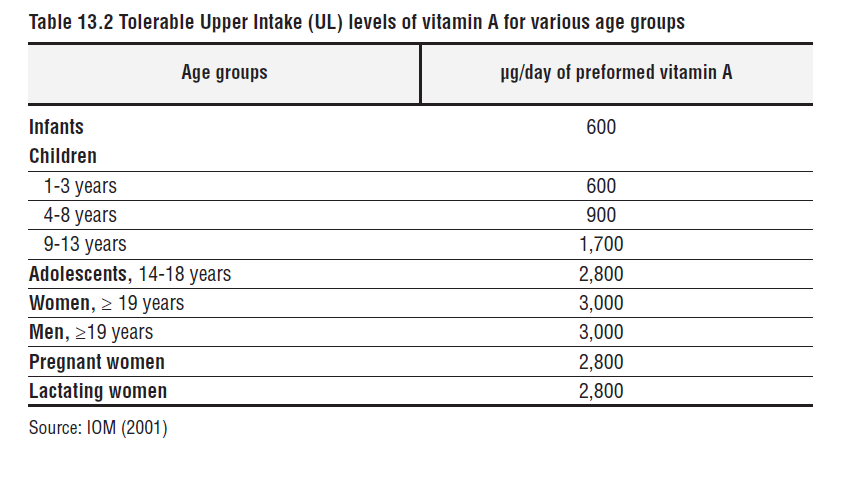 Table 13.2 Tolerable Upper Intake (UL) levels of vitamin A for various age groups
Age groups µg/day of preformed vitamin A
Infants 600
Children
1-3 years 600
4-8 years 900
9-13 years 1,700
Adolescents, 14-18 years 2,800
Women, ≥ 19 years 3,000
Men, ≥19 years 3,000
Pregnant women 2,800
Lactating women 2,800
Source: IOM (2001)